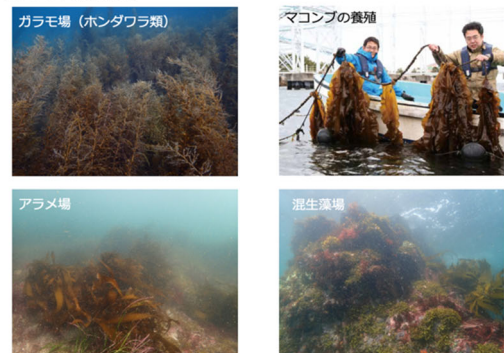 ガラモ場（ホンダワラ類）
マコンブの養殖
アラメ場
混生藻場